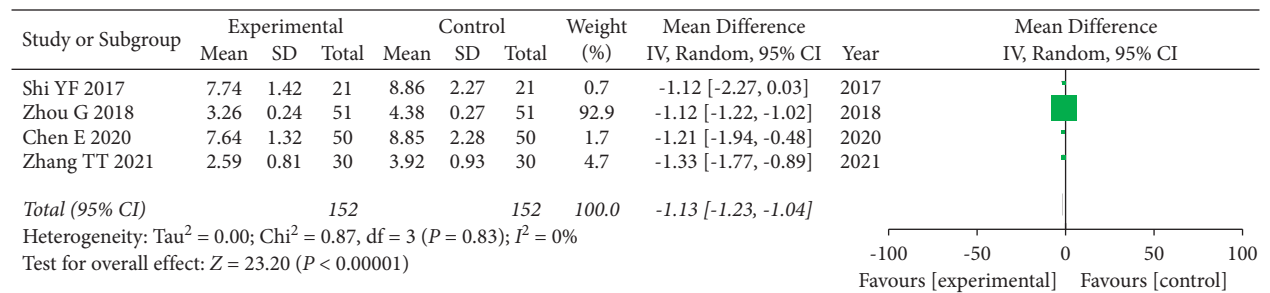 Study or Subgroup Experimental Control Weight (%) Mean Difference Year Mean Difference
Mean SD Total Mean SD Total IV, Random, 95% CI IV, Random, 95% CI
Shi YF 2017 7.74 1.42 21 8.86 2.27 21 0.7 -1.12 [-2.27, 0.03] 2017
Zhou G 2018 3.26 0.24 51 4.38 0.27 51 92.9 -1.12 [-1.22, -1.02] 2018
Chen E 2020 7.64 1.32 50 8.85 2.28 50 1.7 -1.21 [-1.94, -0.48] 2020
Zhang TT 2021 2.59 0.81 30 3.92 0.93 30 4.7 -1.33 [-1.77, -0.89] 2021
Total (95% CI) 152 152 100.0 -1.13 [-1.23, -1.04]
Heterogeneity: Tau² = 0.00; Chi² = 0.87, df = 3 (P = 0.83); I² = 0%
Test for overall effect: Z = 23.20 (P < 0.00001)
-100 -50 0 50 100
Favours [experimental] Favours [control]